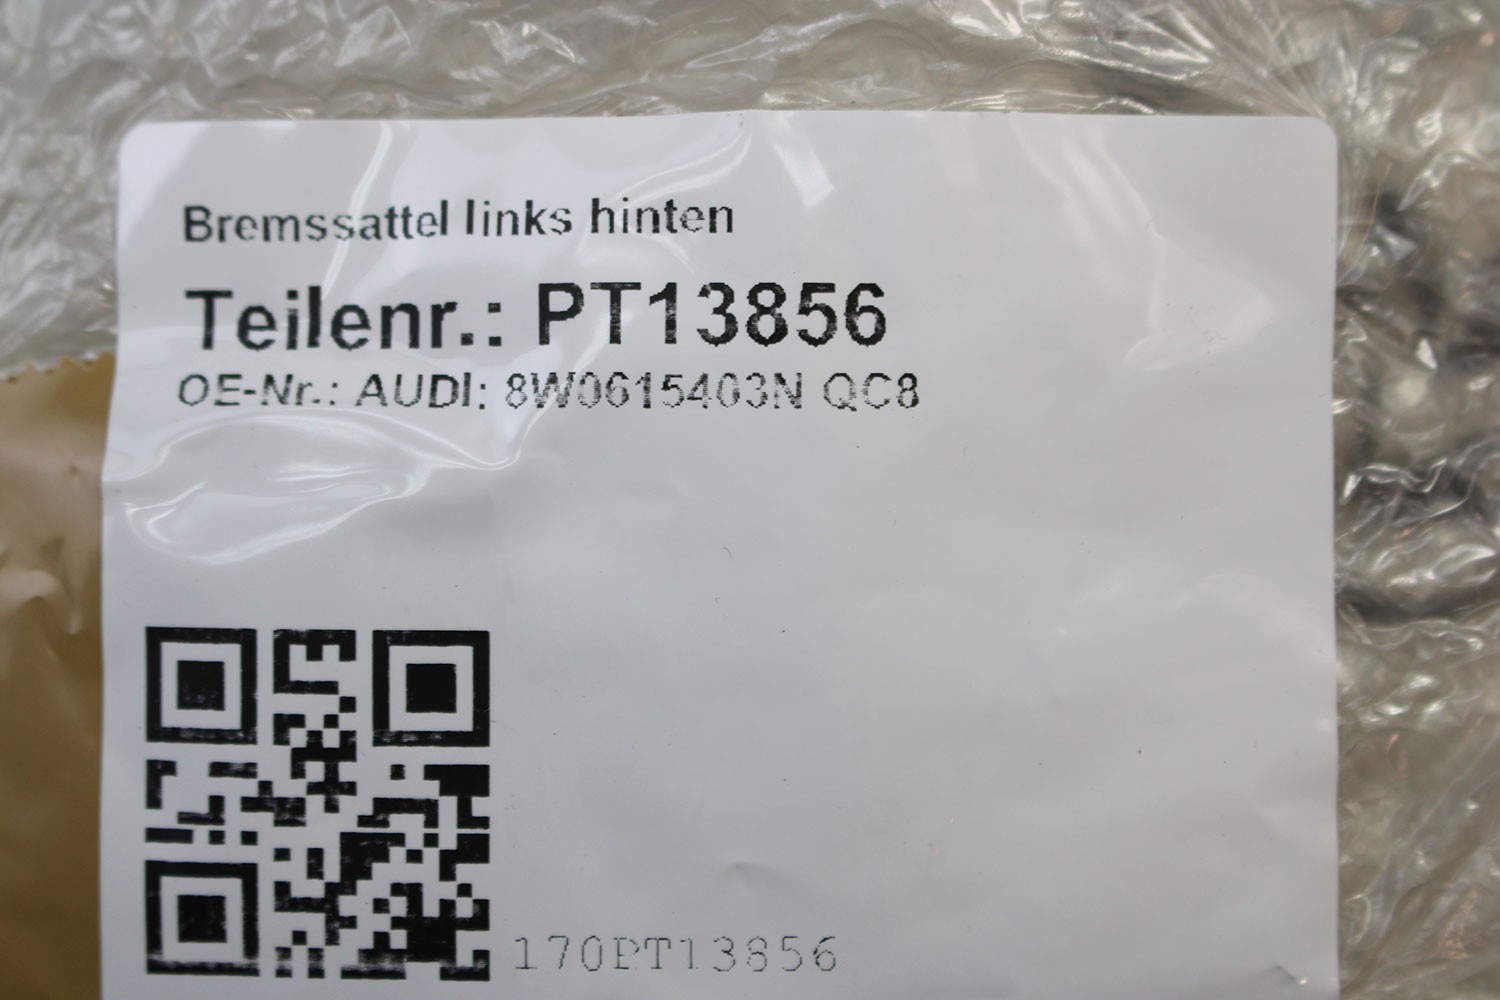 Bremssattel links hinten
Teilenr.: PT13856
OE-Nr.: AUDI: 8W0615403N QC8
170PT13856